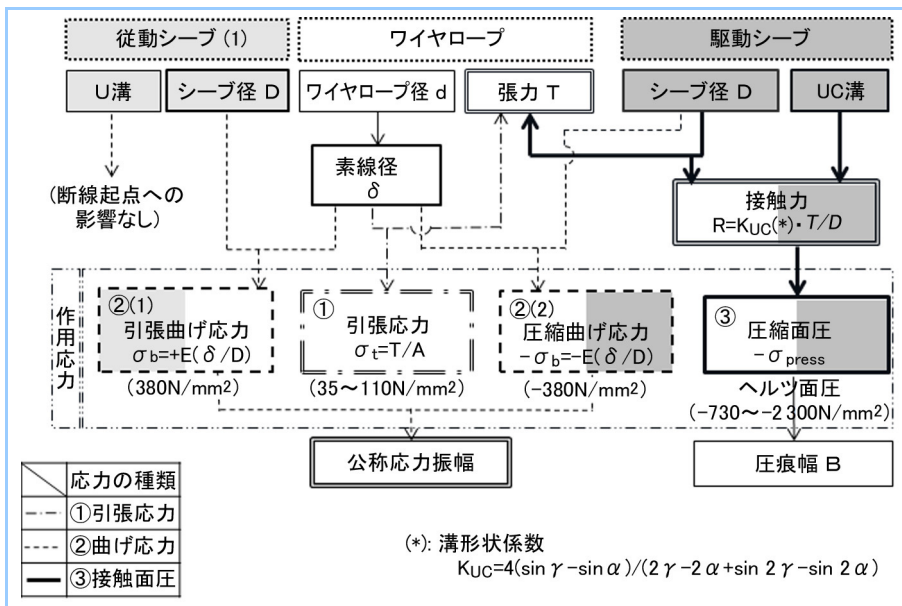 従動シーブ(1)
ワイヤロープ
駆動シーブ
U溝
シーブ径 D
ワイヤロープ径 d
張力 T
シーブ径 D
UC溝
(断線起点への
影響なし)
素線径
δ
接触力
R=KUC(*)・T/D
作用応力
②(1)
引張曲げ応力
σb=+E(δ/D)
(380N/mm2)
①
引張応力
σt=T/A
(35～110N/mm2)
②(2)
圧縮曲げ応力
-σb=-E(δ/D)
(-380N/mm2)
③
圧縮面圧
-σpress
ヘルツ面圧
(-730～-2 300N/mm2)
公称応力振幅
圧痕幅 B
応力の種類
①引張応力
②曲げ応力
③接触面圧
(*): 溝形状係数
KUC=4(sin γ-sin α)/(2 γ-2 α+sin 2 γ-sin 2 α)